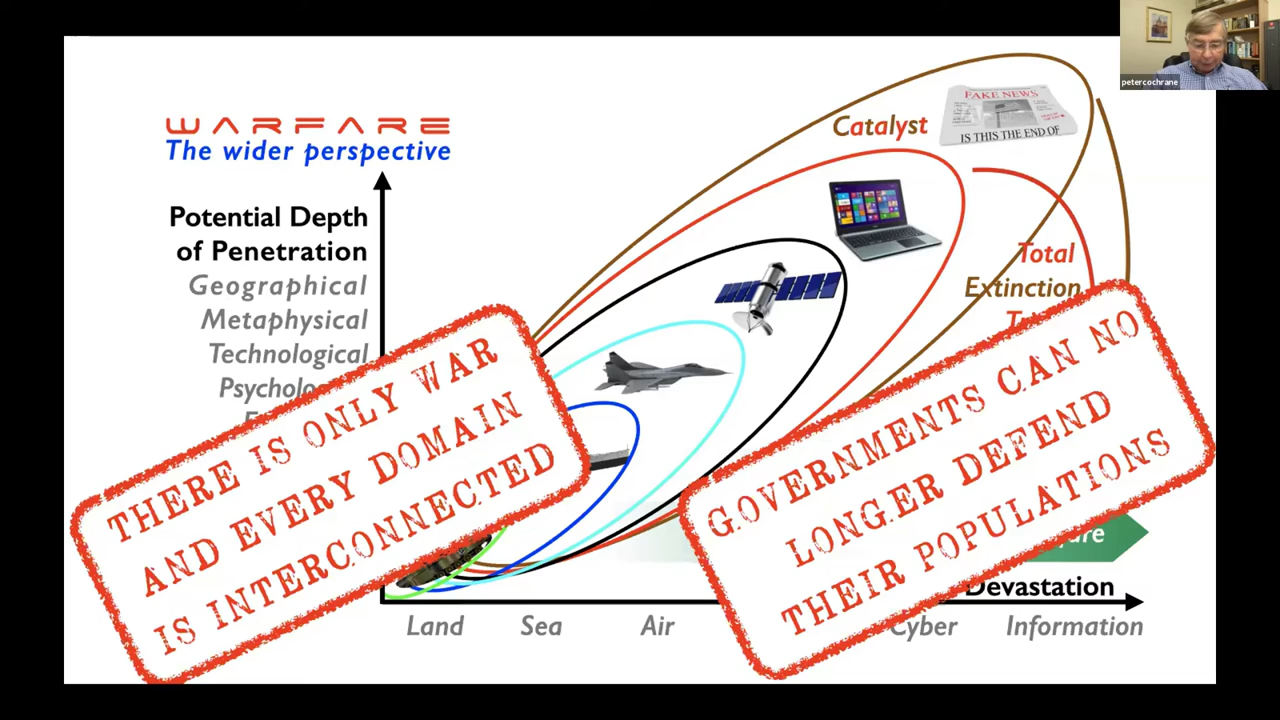 petercochrane
WARFARE
The wider perspective
Catalyst
FAKE NEWS
IS THIS THE END OF
Potential Depth
of Penetration
Geographical
Metaphysical
Technological
Total
Extinction
THERE IS ONLY WAR
AND EVERY DOMAIN
IS INTERCONNECTED
GOVERNMENTS CAN NO
LONGER DEFEND
THEIR POPULATIONS
Devastation
Land
Sea
Air
Cyber
Information